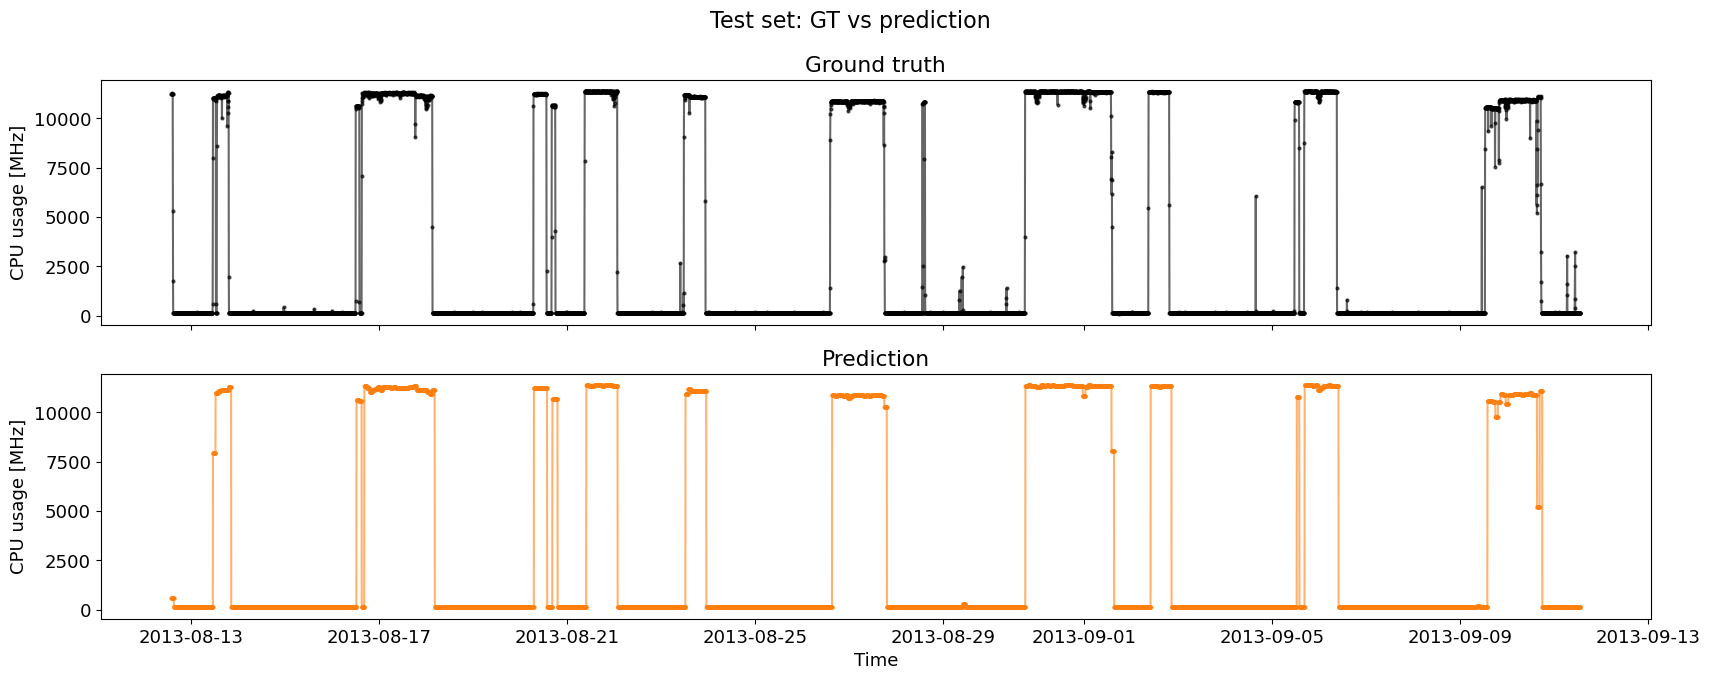 Test set: GT vs prediction
Ground truth
CPU usage [MHz]
10000
7500
5000
2500
0
Prediction
CPU usage [MHz]
10000
7500
5000
2500
0
2013-08-13 2013-08-17 2013-08-21 2013-08-25 2013-08-29 2013-09-01 2013-09-05 2013-09-09 2013-09-13
Time